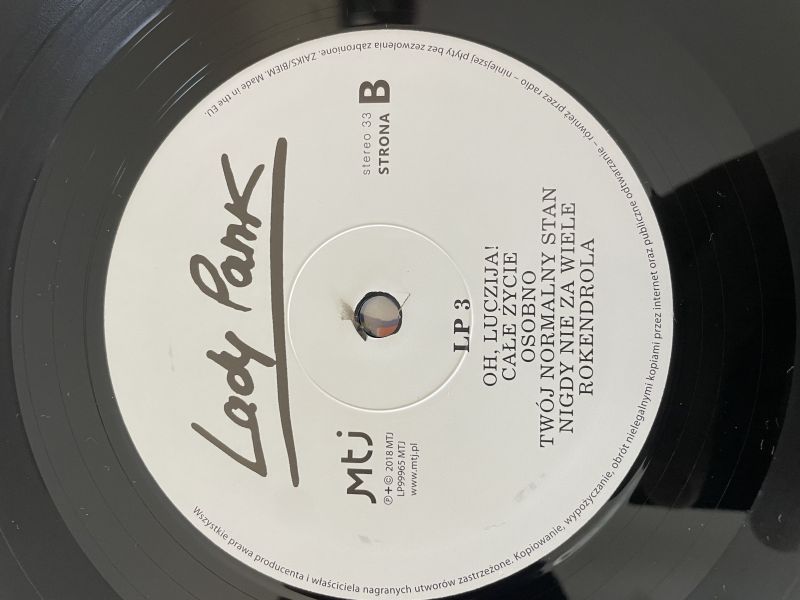 Lady Pank
mtj
℗+© 2018 MTJ
LP99965 MTJ
www.mtj.pl
stereo 33
STRONA B
LP 3
OH, LUCZIJA!
CAŁE ŻYCIE
OSOBNO
TWÓJ NORMALNY STAN
NIGDY NIE ZA WIELE
ROKENDROLA
Wszystkie prawa producenta i właściciela nagranych utworów zastrzeżone. Kopiowanie, wypożyczanie, obrót nielegalnymi kopiami przez internet oraz publiczne odtwarzanie – również przez radio – niniejszej płyty bez zezwolenia zabronione. ZAIKS/BIEM. Made in the EU.